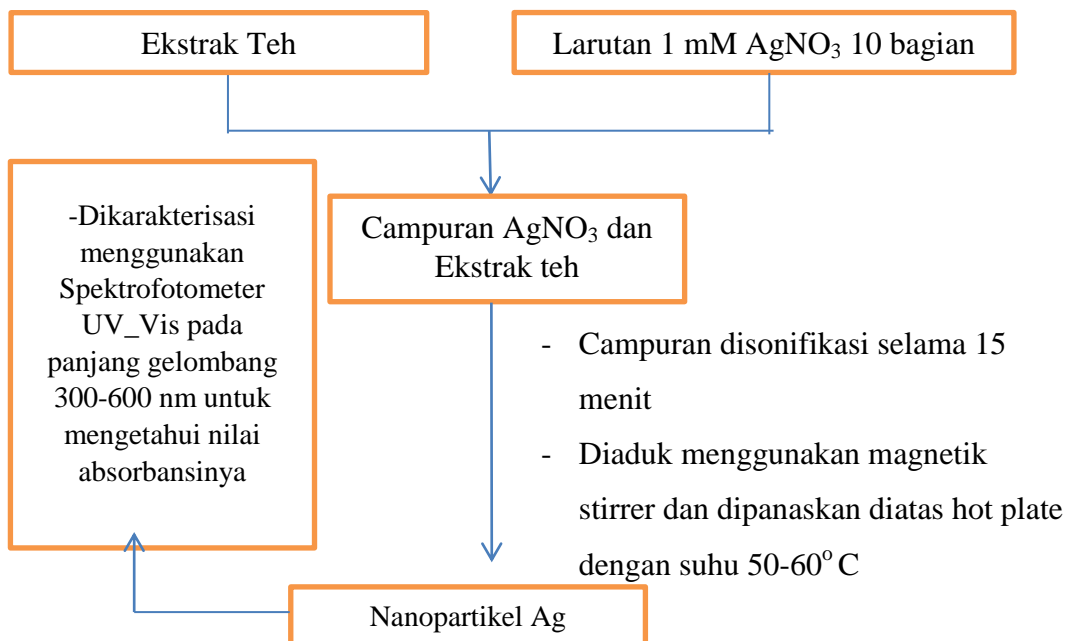 Ekstrak Teh
Larutan 1 mM AgNO₃ 10 bagian
Campuran AgNO₃ dan
Ekstrak teh
- Campuran disonifikasi selama 15
menit
- Diaduk menggunakan magnetik
stirrer dan dipanaskan diatas hot plate
dengan suhu 50-60° C
Nanopartikel Ag
-Dikarakterisasi
menggunakan
Spektrofotometer
UV_Vis pada
panjang gelombang
300-600 nm untuk
mengetahui nilai
absorbansinya